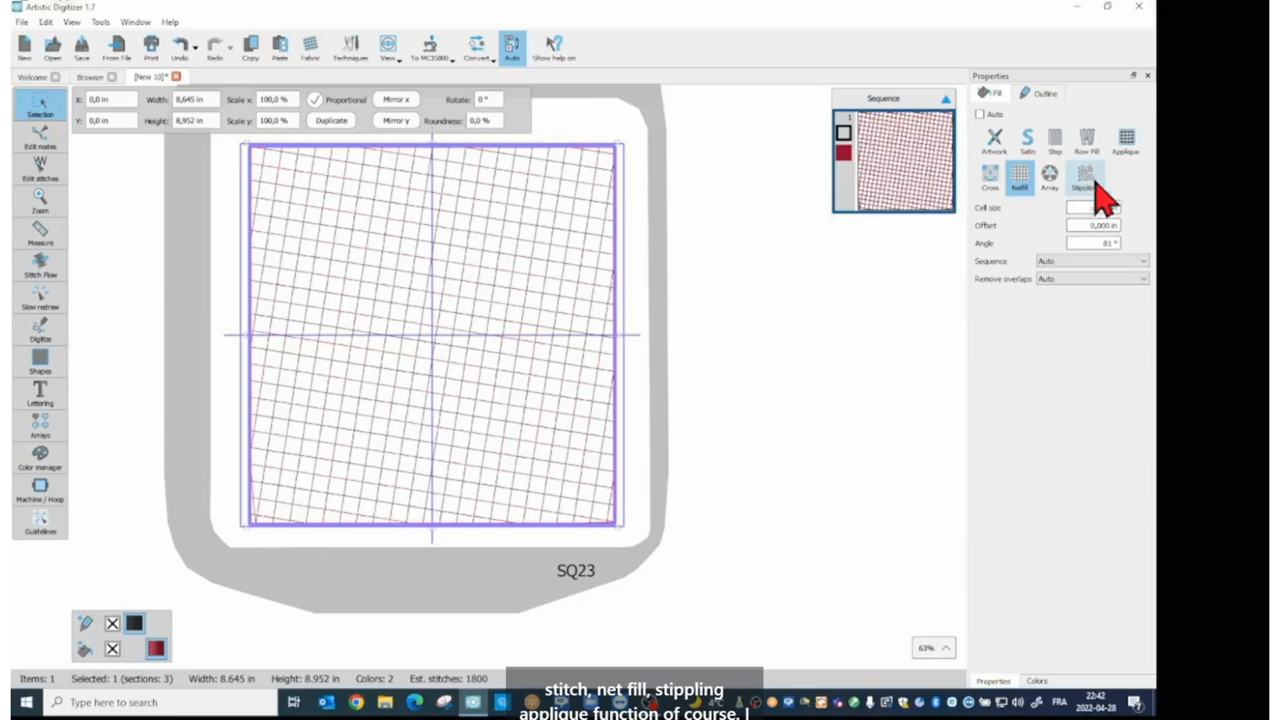 Artistic Digitizer 1.7
File Edit View Tools Window Help
New Open Save From File Print Undo Redo Copy Paste Fabric Techniques View To MC15000 Convert Auto Show help on
Welcome Browser [New 10]*
X: 0,0 in Width: 8,645 in Scale x: 100,0 % Proportional Mirror x Rotate: 0 °
Y: 0,0 in Height: 8,952 in Scale y: 100,0 % Duplicate Mirror y Roundness: 0,0 %
Selection
Edit nodes
Edit stitches
Zoom
Measure
Stitch Flow
Slow redraw
Digitize
Shapes
Lettering
Arrays
Color manager
Machine / Hoop
Guidelines
Sequence
1
Properties
Fill Outline
Auto
Artwork Satin Step Row Fill Applique
Cross Netfill Array
Cell size
Offset 0,000 in
Angle 81 °
Sequence Auto
Remove overlaps Auto
SQ23
63%
Items: 1 Selected: 1 (sections: 3) Width: 8.645 in Height: 8.952 in Colors: 2 Est. stitches: 1800
Properties Colors
stitch, net fill, stippling
applique function of course, I
Type here to search
4°C
FRA
22:42
2022-04-28